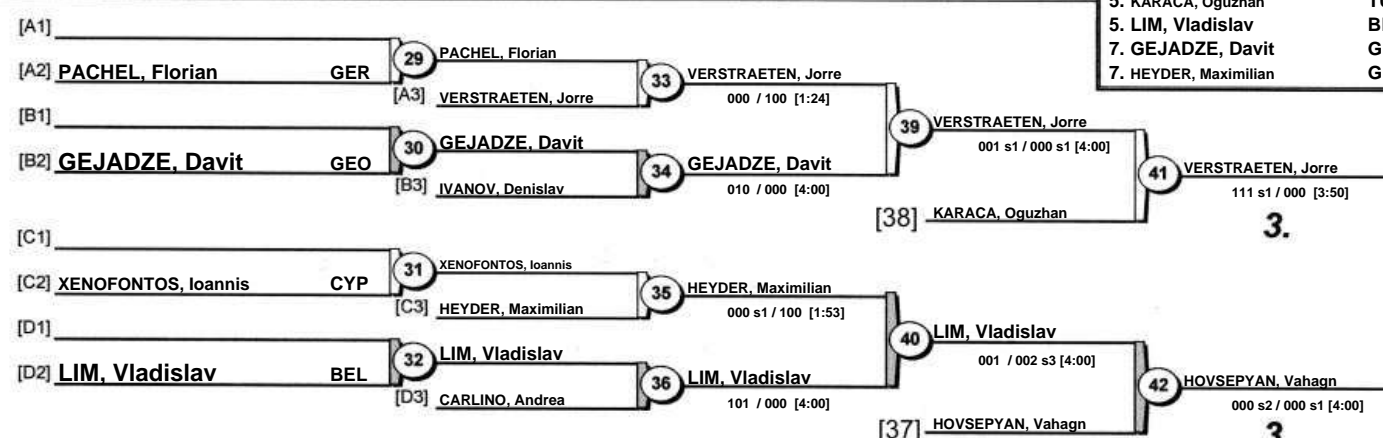 5. KARACA, Oguzhan
5. LIM, Vladislav
7. GEJADZE, Davit
7. HEYDER, Maximilian
[A1]
[A2] PACHEL, Florian GER
29
PACHEL, Florian
[A3] VERSTRAETEN, Jorre
33
VERSTRAETEN, Jorre
000 / 100 [1:24]
[B1]
[B2] GEJADZE, Davit GEO
30
GEJADZE, Davit
[B3] IVANOV, Denislav
34
GEJADZE, Davit
010 / 000 [4:00]
39
VERSTRAETEN, Jorre
001 s1 / 000 s1 [4:00]
[38] KARACA, Oguzhan
41
VERSTRAETEN, Jorre
111 s1 / 000 [3:50]
3.
[C1]
[C2] XENOFONTOS, Ioannis CYP
31
XENOFONTOS, Ioannis
[C3] HEYDER, Maximilian
35
HEYDER, Maximilian
000 s1 / 100 [1:53]
[D1]
[D2] LIM, Vladislav BEL
32
LIM, Vladislav
[D3] CARLINO, Andrea
36
LIM, Vladislav
101 / 000 [4:00]
40
LIM, Vladislav
001 / 002 s3 [4:00]
[37] HOVSEPYAN, Vahagn
42
HOVSEPYAN, Vahagn
000 s2 / 000 s1 [4:00]
3